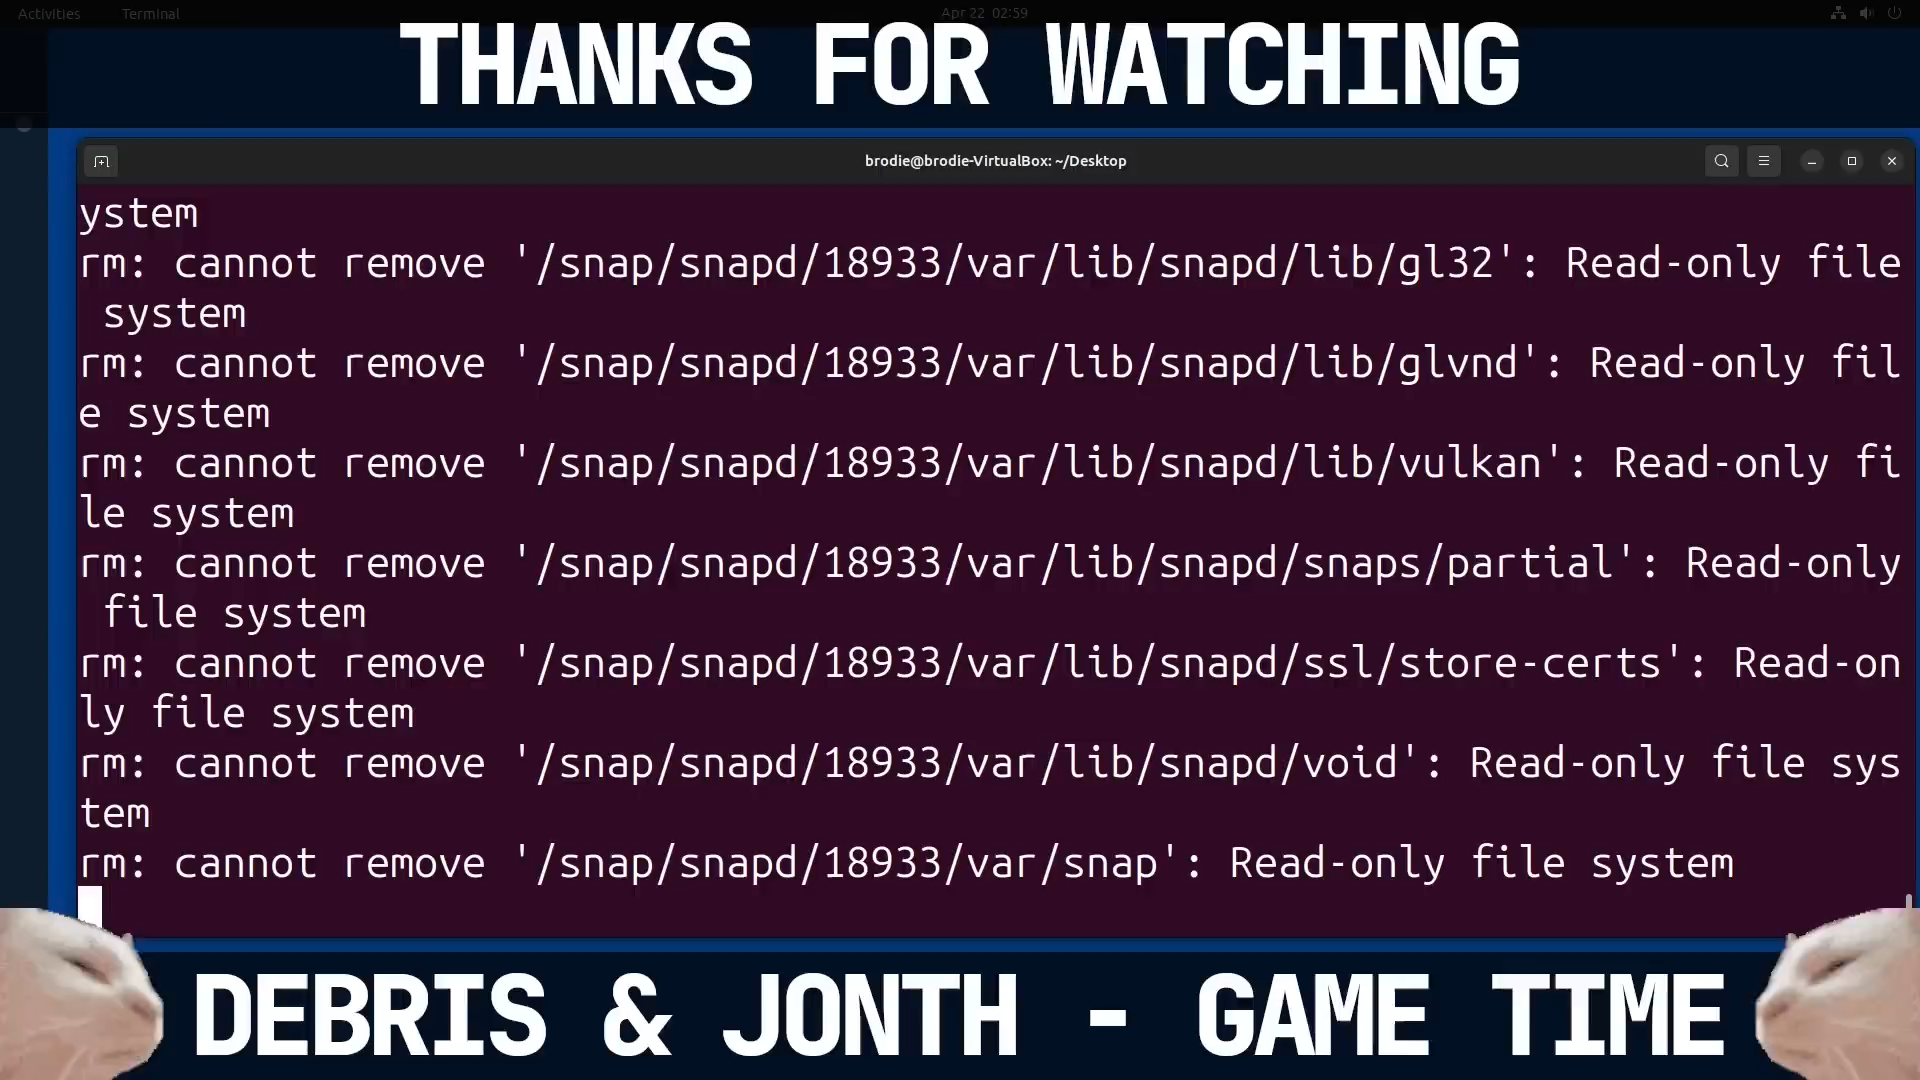 Activities Terminal Apr 22 02:59
THANKS FOR WATCHING
brodie@brodie-VirtualBox: ~/Desktop
ystem
rm: cannot remove '/snap/snapd/18933/var/lib/snapd/lib/gl32': Read-only file
 system
rm: cannot remove '/snap/snapd/18933/var/lib/snapd/lib/glvnd': Read-only fil
e system
rm: cannot remove '/snap/snapd/18933/var/lib/snapd/lib/vulkan': Read-only fi
le system
rm: cannot remove '/snap/snapd/18933/var/lib/snapd/snaps/partial': Read-only
 file system
rm: cannot remove '/snap/snapd/18933/var/lib/snapd/ssl/store-certs': Read-on
ly file system
rm: cannot remove '/snap/snapd/18933/var/lib/snapd/void': Read-only file sys
tem
rm: cannot remove '/snap/snapd/18933/var/snap': Read-only file system
DEBRIS & JONTH - GAME TIME